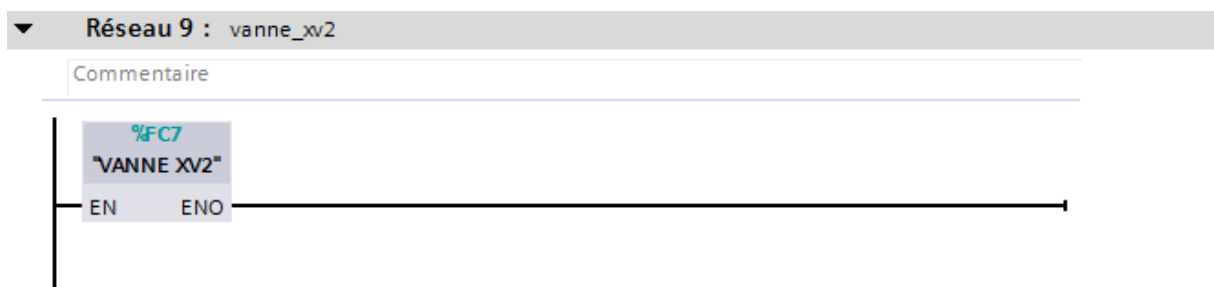 Réseau 9 : vanne_xv2
Commentaire
%FC7
"VANNE XV2"
EN ENO